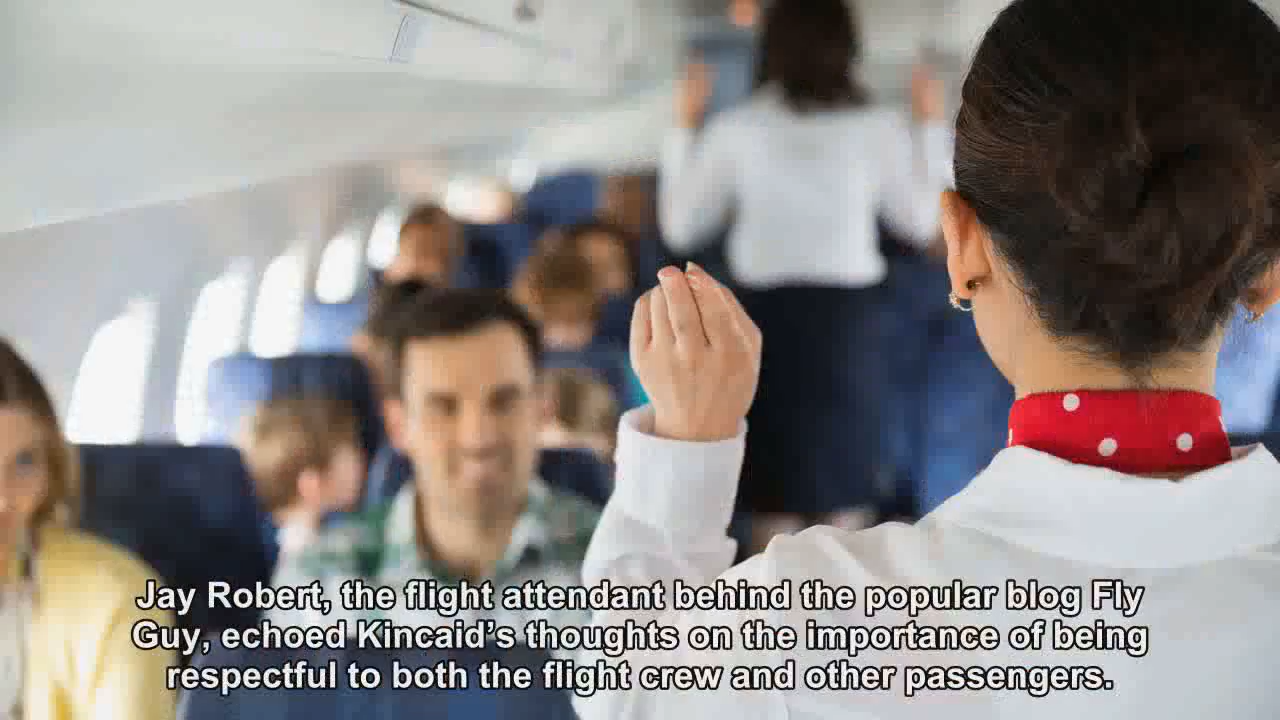 Jay Robert, the flight attendant behind the popular blog Fly
Guy, echoed Kincaid’s thoughts on the importance of being
respectful to both the flight crew and other passengers.